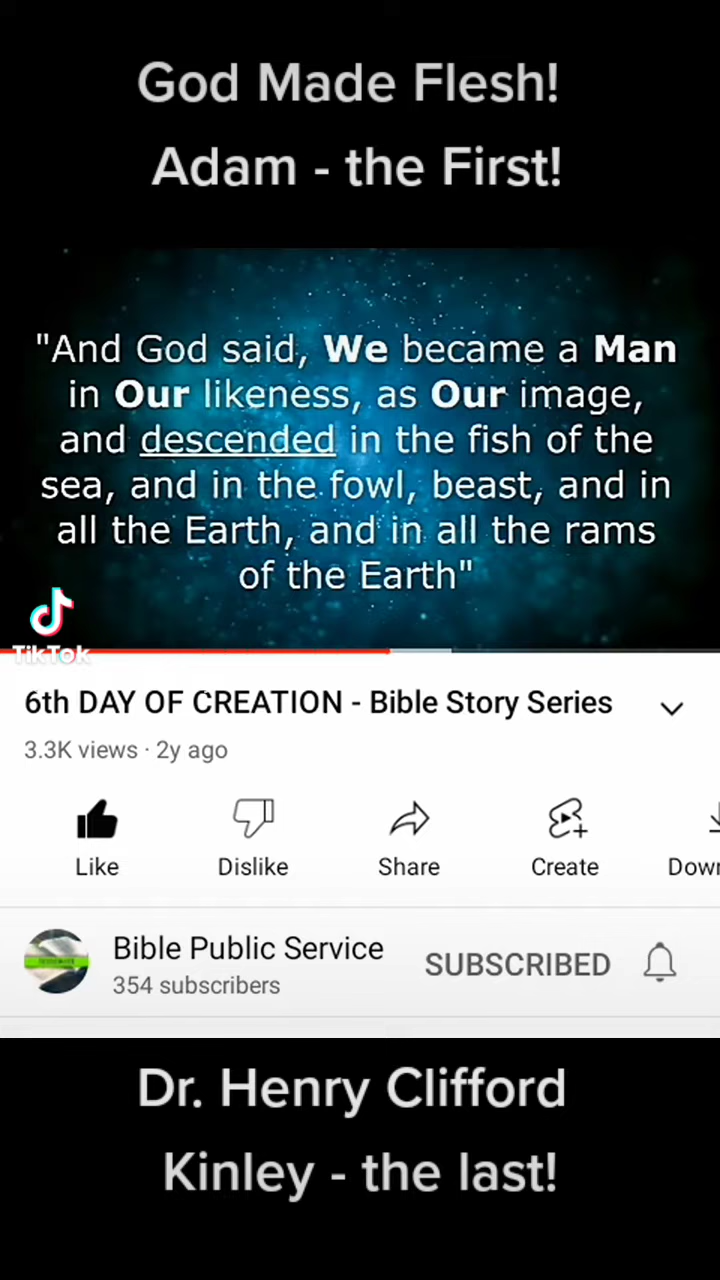 God Made Flesh!
Adam - the First!
"And God said, We became a Man
in Our likeness, as Our image,
and descended in the fish of the
sea, and in the fowl, beast, and in
all the Earth, and in all the rams
of the Earth"
TikTok
6th DAY OF CREATION - Bible Story Series
3.3K views · 2y ago
Like Dislike Share Create Down
Bible Public Service
354 subscribers
SUBSCRIBED
Dr. Henry Clifford
Kinley - the last!